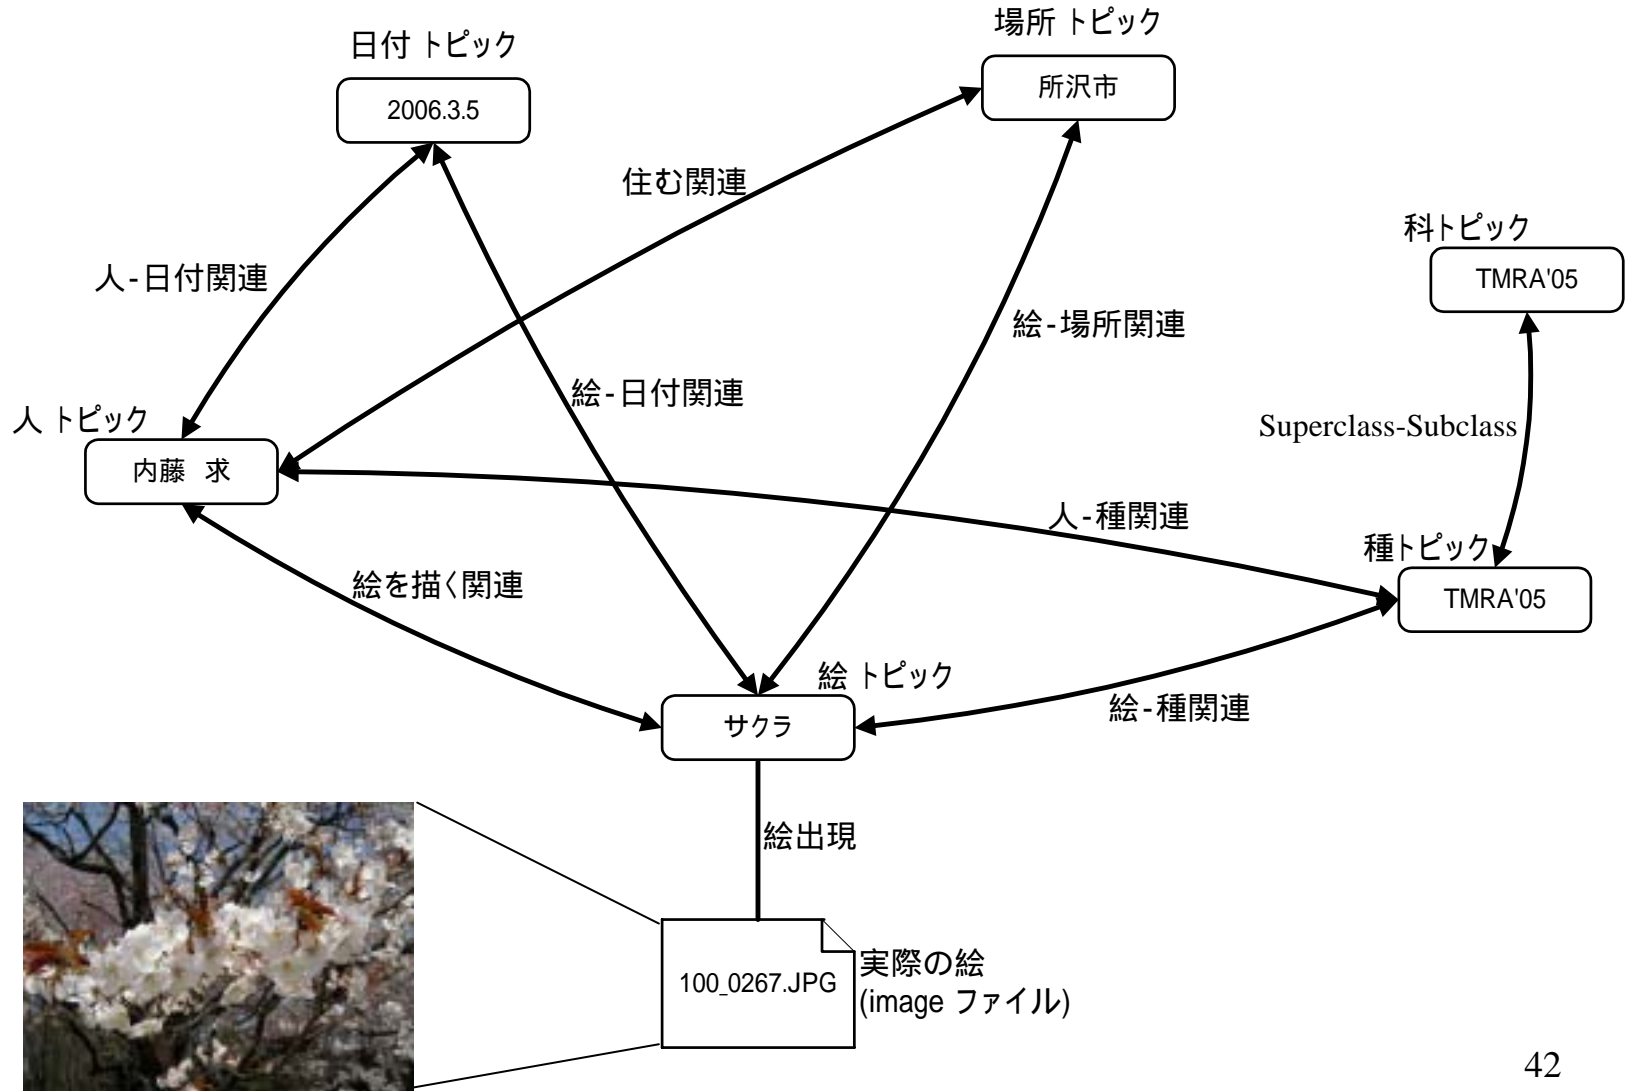 場所 トピック
日付 トピック
所沢市
2006.3.5
住む関連
科トピック
人-日付関連
TMRA'05
絵-場所関連
絵-日付関連
人 トピック
Superclass-Subclass
内藤 求
人-種関連
種トピック
絵を描く関連
TMRA'05
絵 トピック
絵-種関連
サクラ
絵出現
実際の絵
100_0267.JPG
(image ファイル)
42